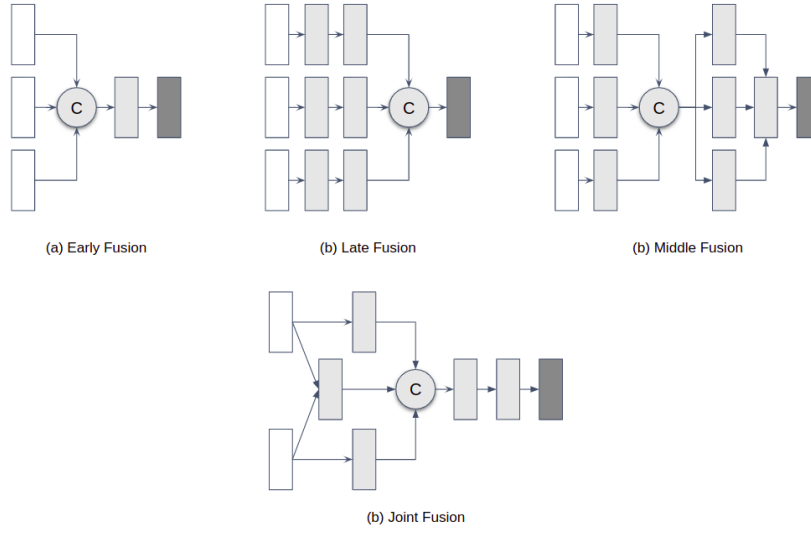 C
C
C
(a) Early Fusion
(b) Late Fusion
(b) Middle Fusion
C
(b) Joint Fusion